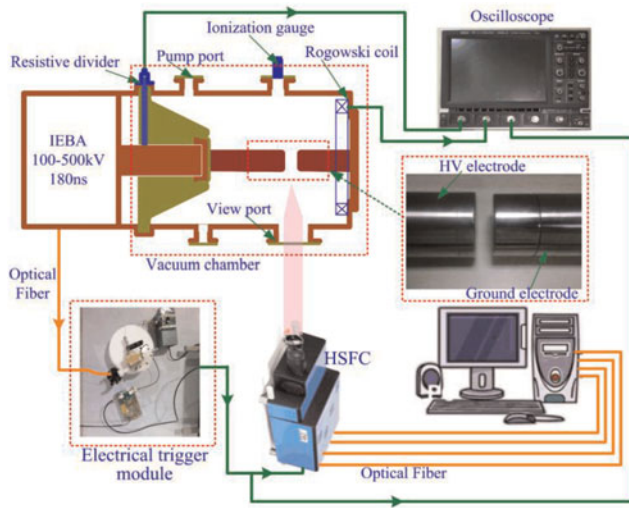 Oscilloscope
Ionization gauge
Rogowski coil
Pump port
Resistive divider
IEBA
100-500kV
180ns
HV electrode
View port
Vacuum chamber
Ground electrode
Optical
Fiber
HSFC
Electrical trigger
module
Optical Fiber